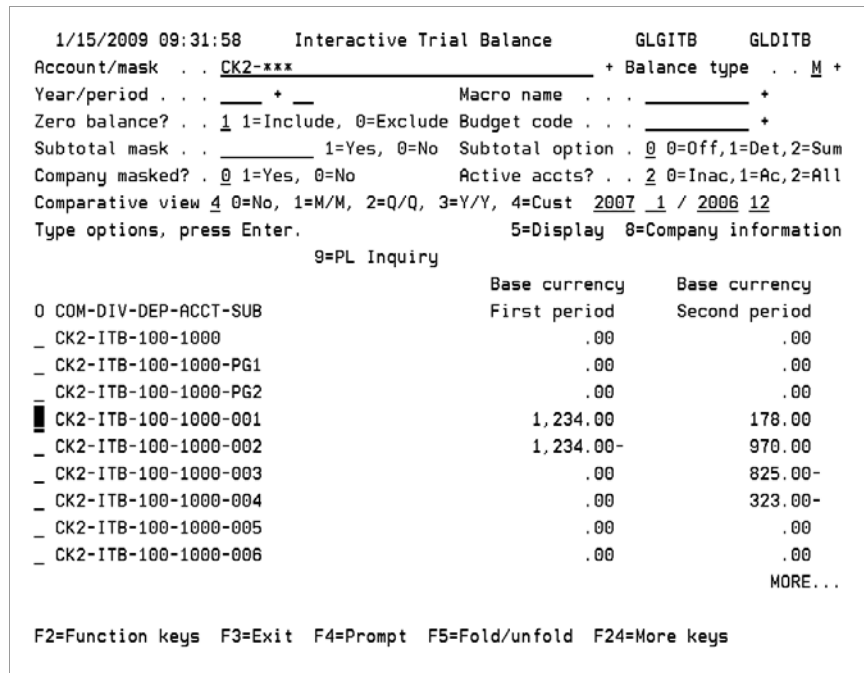 1/15/2009 09:31:58 Interactive Trial Balance GLGITB GLDITB
Account/mask . . CK2-*** + Balance type . . M +
Year/period . . . ____ + __ Macro name . . . __________ +
Zero balance? . . 1 1=Include, 0=Exclude Budget code . . . __________ +
Subtotal mask . . _________ 1=Yes, 0=No Subtotal option . 0 0=Off,1=Det,2=Sum
Company masked? . 0 1=Yes, 0=No Active accts? . . 2 0=Inac,1=Ac,2=All
Comparative view 4 0=No, 1=M/M, 2=Q/Q, 3=Y/Y, 4=Cust 2007 _1 / 2006 12
Type options, press Enter. 5=Display 8=Company information
9=PL Inquiry
Base currency Base currency
O COM-DIV-DEP-ACCT-SUB First period Second period
_ CK2-ITB-100-1000 .00 .00
_ CK2-ITB-100-1000-PG1 .00 .00
_ CK2-ITB-100-1000-PG2 .00 .00
_ CK2-ITB-100-1000-001 1,234.00 178.00
_ CK2-ITB-100-1000-002 1,234.00- 970.00
_ CK2-ITB-100-1000-003 .00 825.00-
_ CK2-ITB-100-1000-004 .00 323.00-
_ CK2-ITB-100-1000-005 .00 .00
_ CK2-ITB-100-1000-006 .00 .00
MORE...
F2=Function keys F3=Exit F4=Prompt F5=Fold/unfold F24=More keys